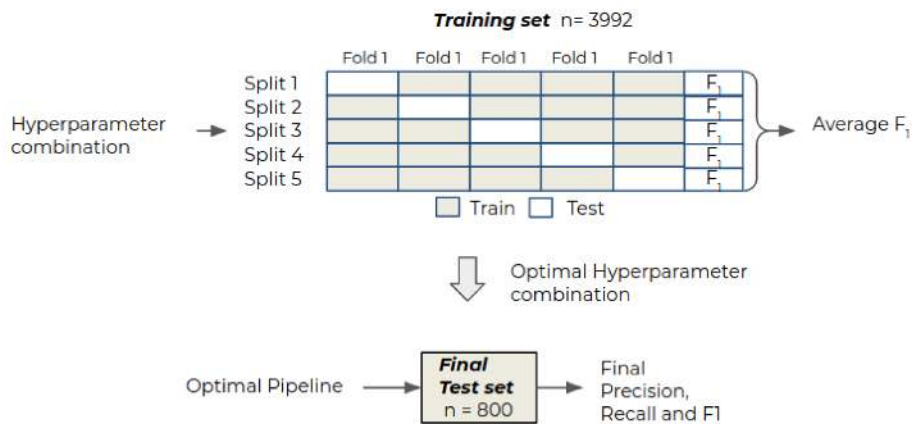 Training set n= 3992
Fold 1 Fold 1 Fold 1 Fold 1 Fold 1
Split 1 F₁
Split 2 F₁
Hyperparameter combination
Split 3 F₁
Average F₁
Split 4 F₁
Split 5 F₁
Train Test
Optimal Hyperparameter
combination
Optimal Pipeline
Final
Test set
n = 800
Final
Precision,
Recall and F1